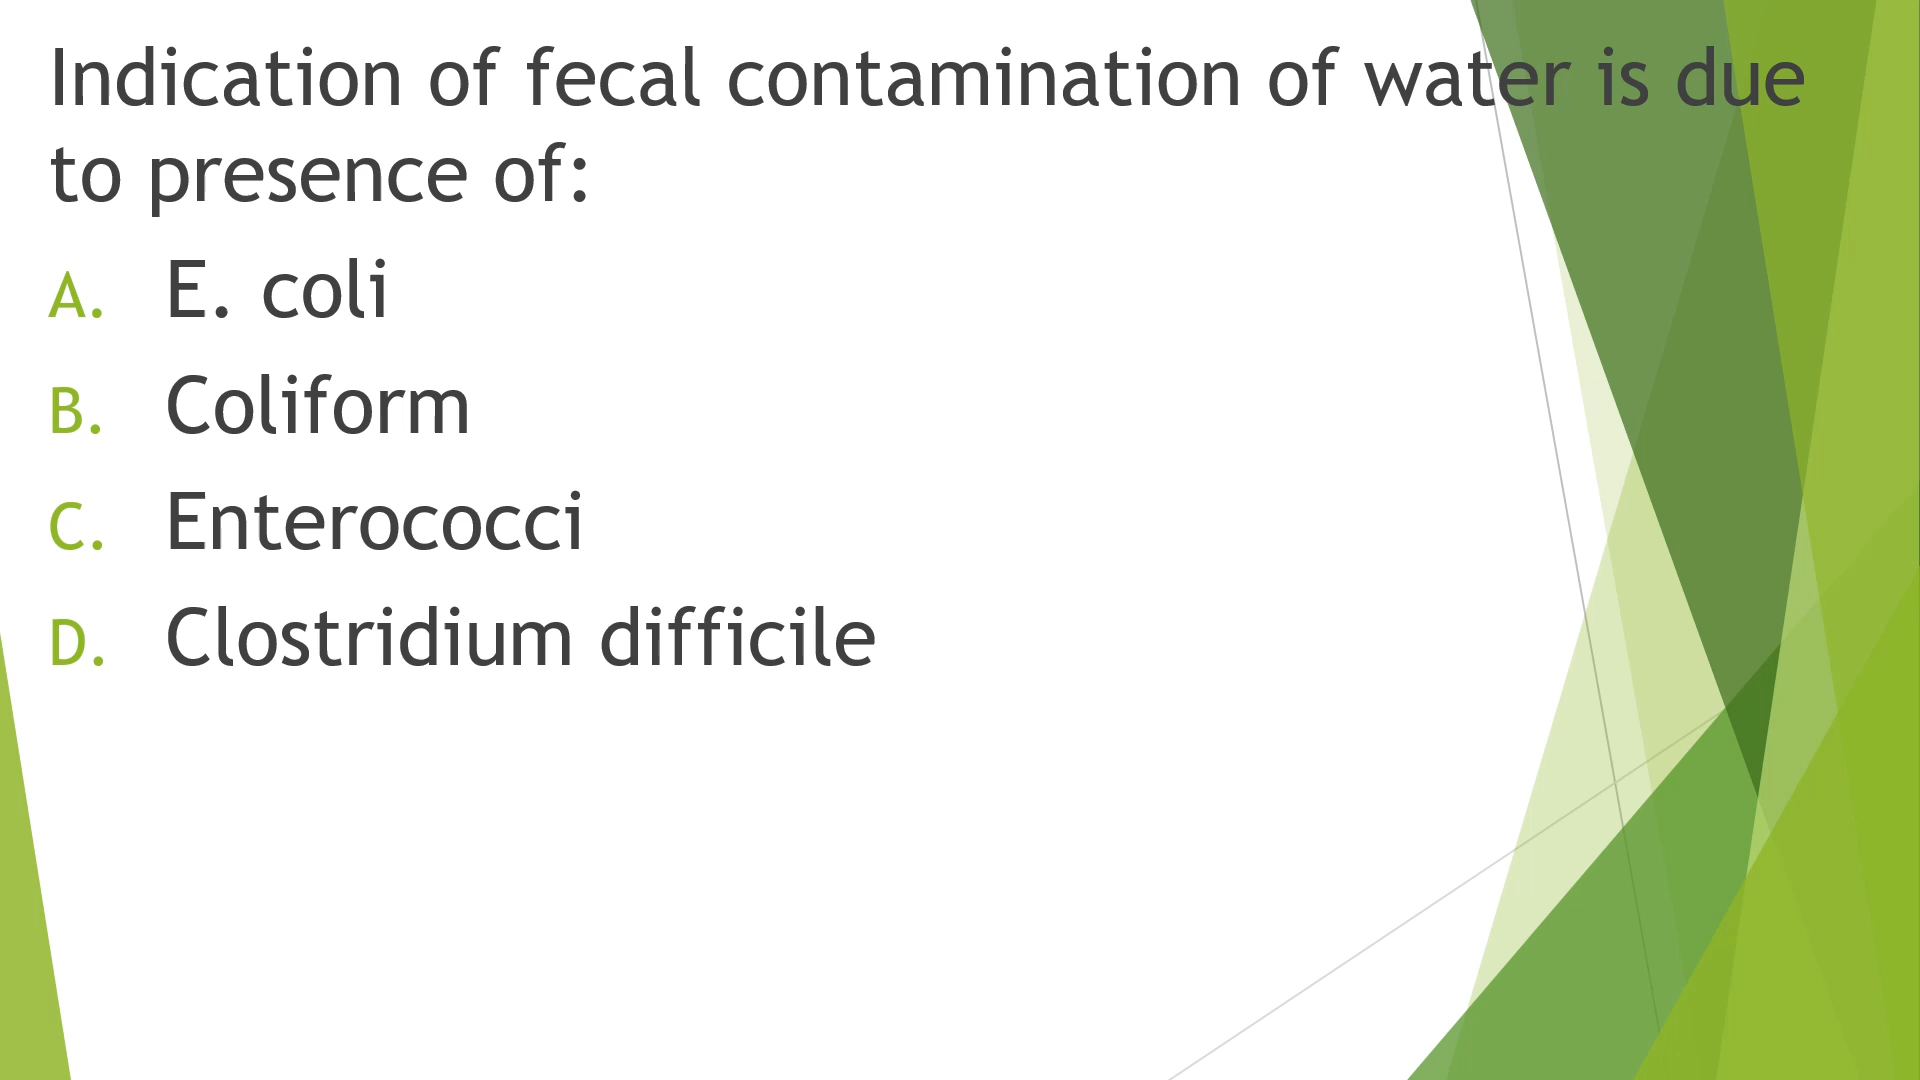 Indication of fecal contamination of water is due
to presence of:
A. E. coli
B. Coliform
C. Enterococci
D. Clostridium difficile